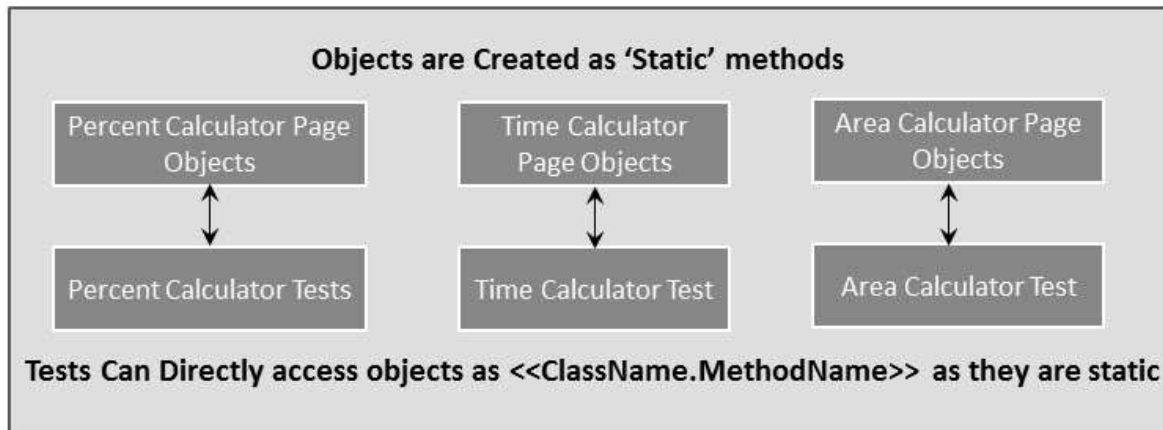 Objects are Created as ‘Static’ methods
Percent Calculator Page
Objects
Time Calculator
Page Objects
Area Calculator Page
Objects
Percent Calculator Tests
Time Calculator Test
Area Calculator Test
Tests Can Directly access objects as <<ClassName.MethodName>> as they are static